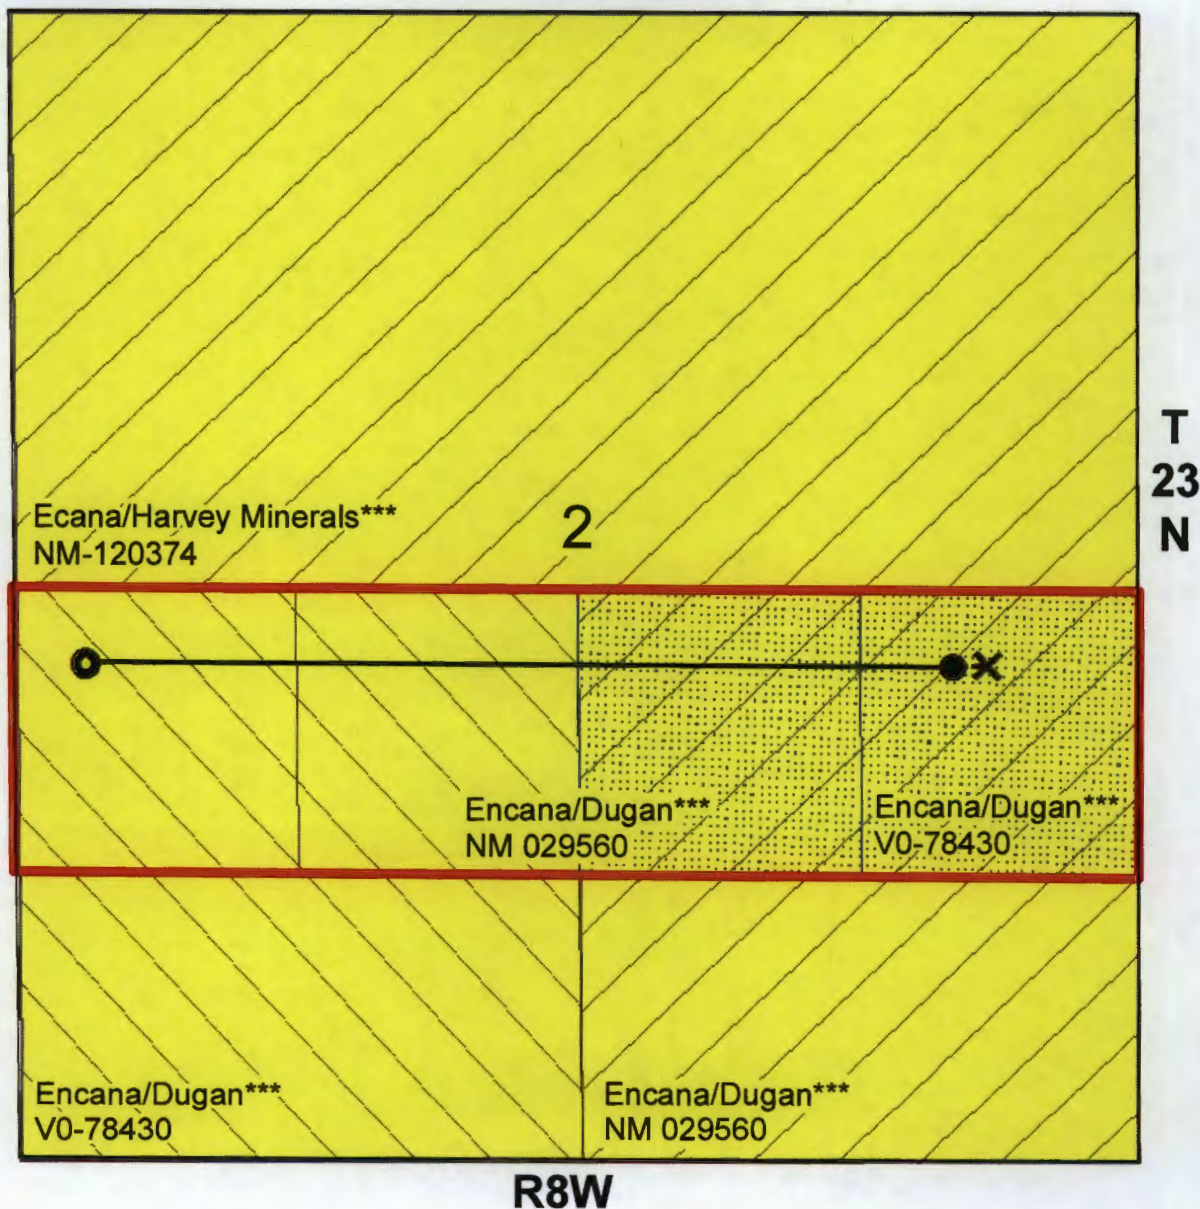 T
23
N
Ecana/Harvey Minerals***
NM-120374
2
Encana/Dugan***
NM 029560
Encana/Dugan***
V0-78430
Encana/Dugan***
V0-78430
Encana/Dugan***
NM 029560
R8W